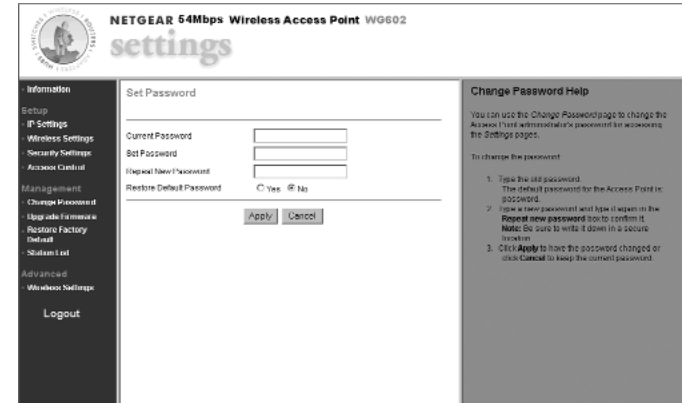 NETGEAR 54Mbps Wireless Access Point WG602
settings
Information
Setup
IP Settings
Wireless Settings
Security Settings
Access Control
Management
Change Password
Upgrade Firmware
Restore Factory
Default
Station List
Advanced
Wireless Settings
Logout
Set Password
Current Password
Set Password
Repeat New Password
Restore Default Password Yes No
Apply Cancel
Change Password Help
You can use the Change Password page to change the
Access Point administrator's password for accessing
the Settings pages.
To change the password:
1. Type the old password.
The default password for the Access Point is:
password.
2. Type a new password and type it again in the
Repeat new password box to confirm it.
Note: Be sure to write it down in a secure
location.
3. Click Apply to have the password changed or
click Cancel to keep the current password.